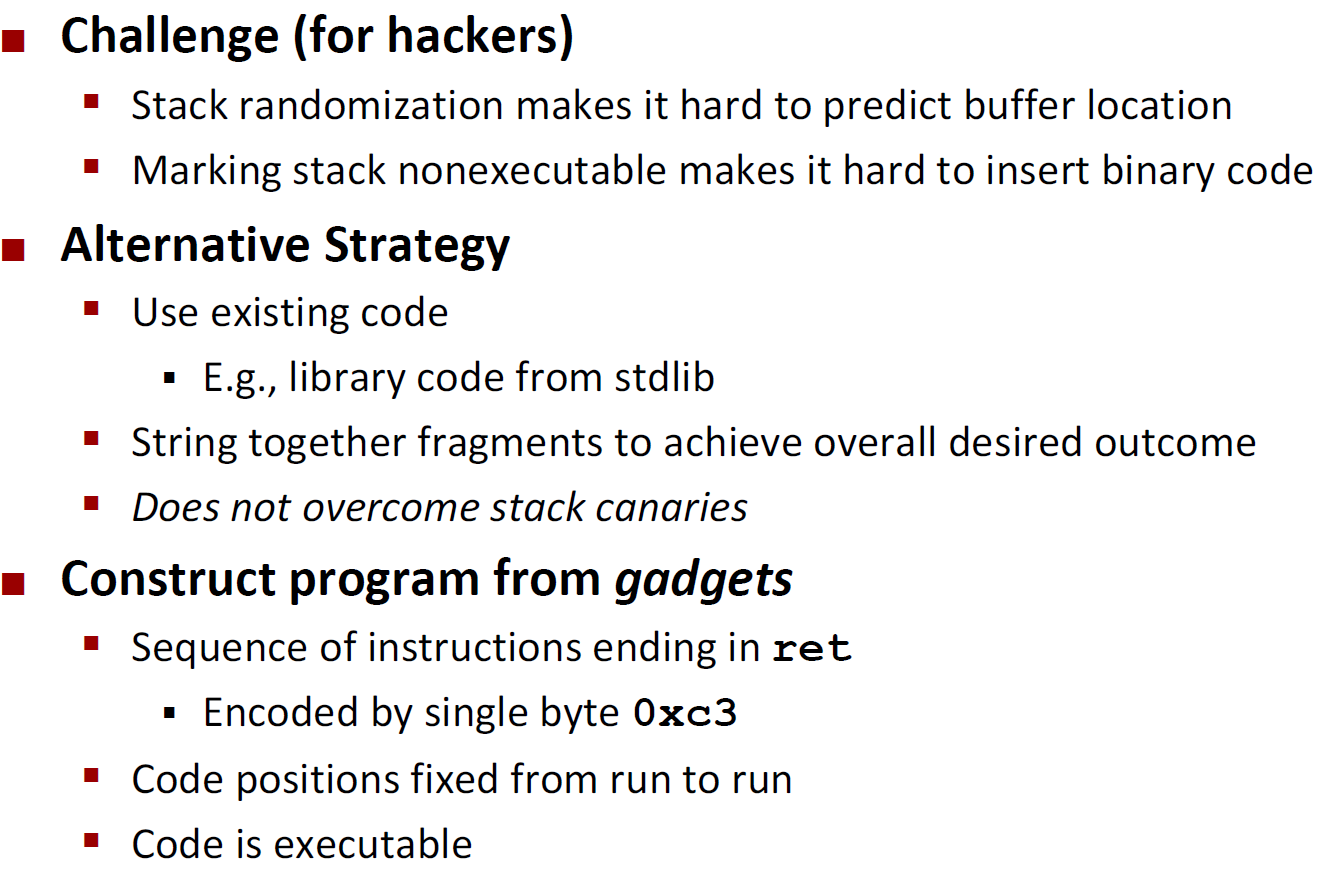 Challenge (for hackers)
Stack randomization makes it hard to predict buffer location
Marking stack nonexecutable makes it hard to insert binary code
Alternative Strategy
Use existing code
E.g., library code from stdlib
String together fragments to achieve overall desired outcome
Does not overcome stack canaries
Construct program from gadgets
Sequence of instructions ending in ret
Encoded by single byte 0xc3
Code positions fixed from run to run
Code is executable